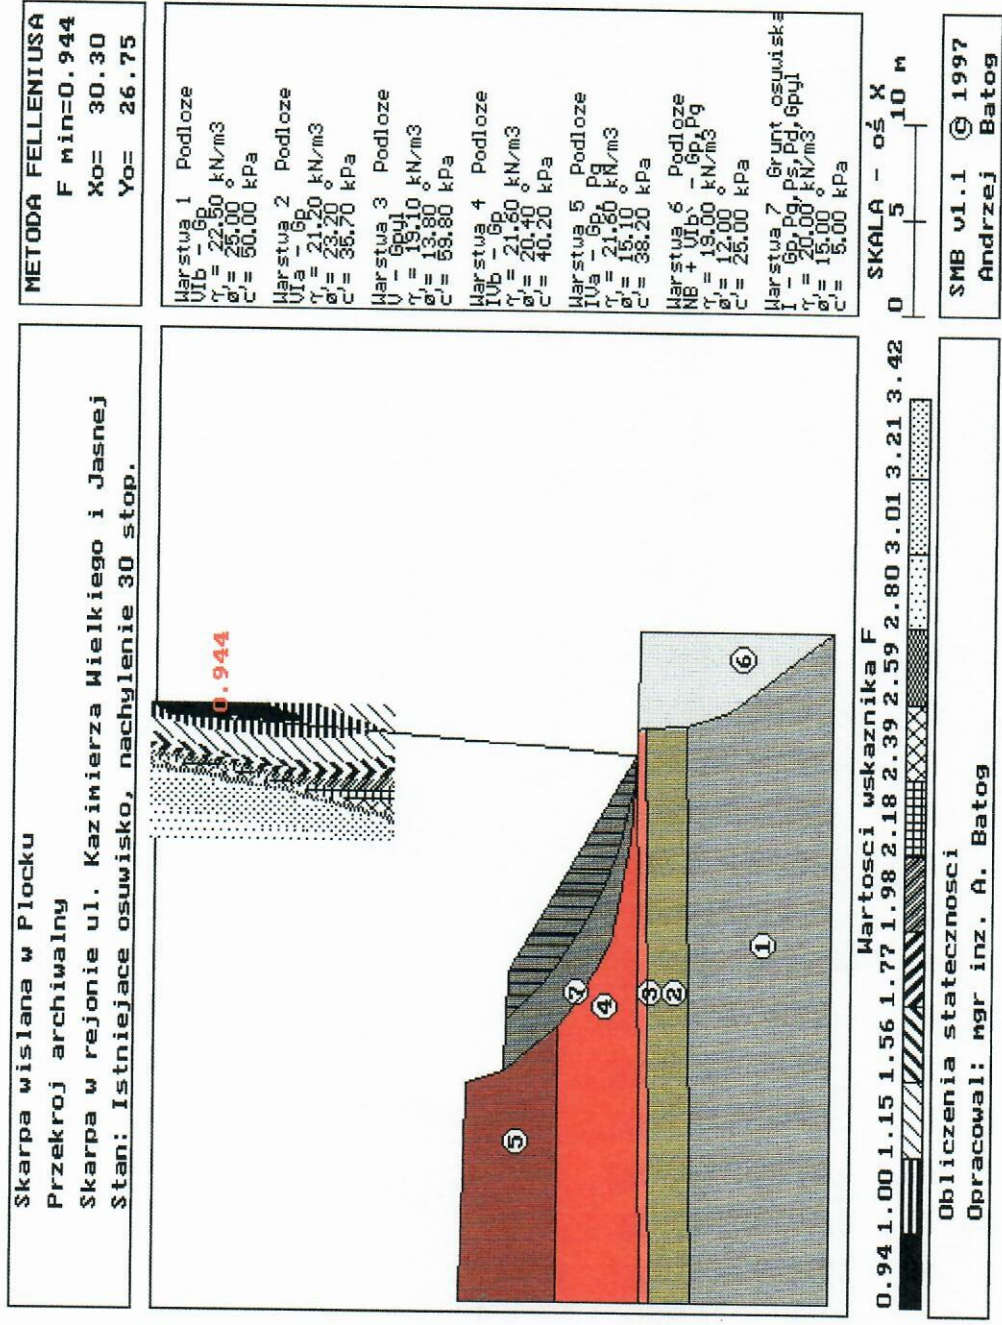 Skarpa wislana w Plocku
Przekroj archiwalny
Skarpa w rejonie ul. Kazimierza Wielkiego i Jasnej
Stan: Istniejace osuwisko, nachylenie 30 stop.
METODA FELLENIUSA
F min=0.944
Xo= 30.30
Yo= 26.75
0.944
5
7
4
3
2
1
6
Warstwa 1 Podloze
VIb - Gp
γ = 22.50 kN/m3
ø'= 25.00 °
c'= 50.00 kPa
Warstwa 2 Podloze
VIa - Gp
γ = 21.20 kN/m3
ø'= 23.20 °
c'= 35.70 kPa
Warstwa 3 Podloze
V - Gpyl
γ = 19.10 kN/m3
ø'= 13.80 °
c'= 59.80 kPa
Warstwa 4 Podloze
IVb - Gp
γ = 21.60 kN/m3
ø'= 20.40 °
c'= 40.20 kPa
Warstwa 5 Podloze
IVa - Gp, Pg
γ = 21.60 kN/m3
ø'= 15.10 °
c'= 38.20 kPa
Warstwa 6 Podloze
NB + VIb - Gp,Pg
γ = 19.00 kN/m3
ø'= 12.00 °
c'= 25.00 kPa
Warstwa 7 Grunt osuwiska
I - Gp,Pg,Ps,Pd,Gpyl
γ = 20.00 kN/m3
ø'= 15.00 °
c'= 5.00 kPa
SKALA - oś X
0 5 10 m
Wartosci wskaznika F
0.94 1.00 1.15 1.56 1.77 1.98 2.18 2.39 2.59 2.80 3.01 3.21 3.42
Obliczenia statecznosci
Opracowal: mgr inz. A. Batog
SMB v1.1 © 1997
Andrzej Batog